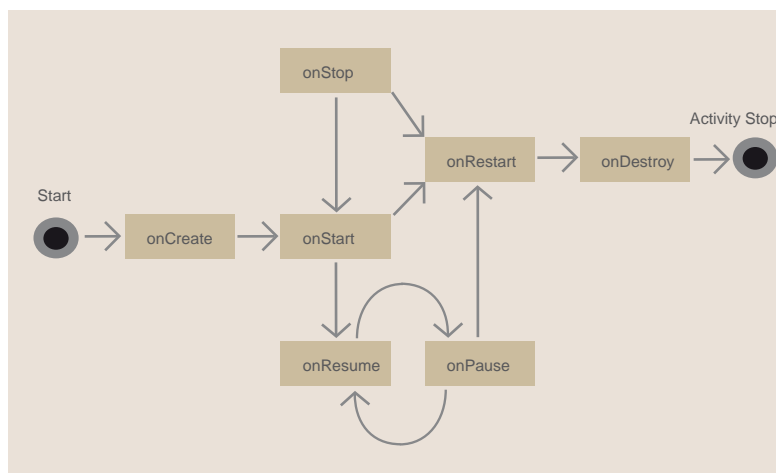 onStop
Activity Stop
onRestart
onDestroy
Start
onCreate
onStart
onResume
onPause